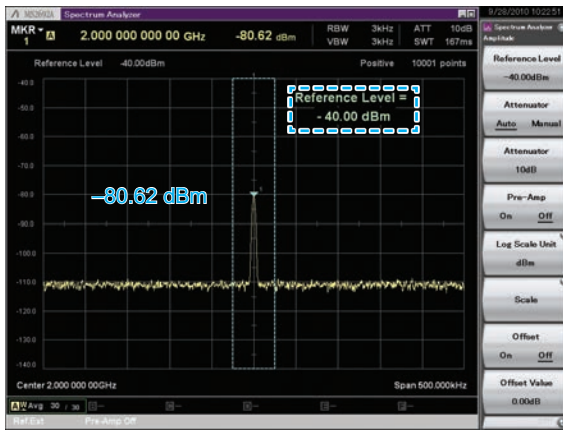 MS2692A Spectrum Analyzer
9/28/2010 10:22:51
MKR 1 A 2.000 000 000 00 GHz -80.62 dBm
RBW 3kHz ATT 10dB
VBW 3kHz SWT 167ms
Reference Level -40.00dBm Positive 10001 points
-40.0
-50.0
-60.0
-70.0
-80.0
-90.0
-100.0
-110.0
-120.0
-130.0
-140.0
Reference Level =
- 40.00 dBm
–80.62 dBm
1
Center 2.000 000 00GHz Span 500.000kHz
A W Avg 30 / 30
Ref.Ext Pre-Amp Off
Spectrum Analyzer
Amplitude
Reference Level
-40.00dBm
Attenuator
Auto Manual
Attenuator
10dB
Pre-Amp
On Off
Log Scale Unit
dBm
Scale
Offset
On Off
Offset Value
0.00dB